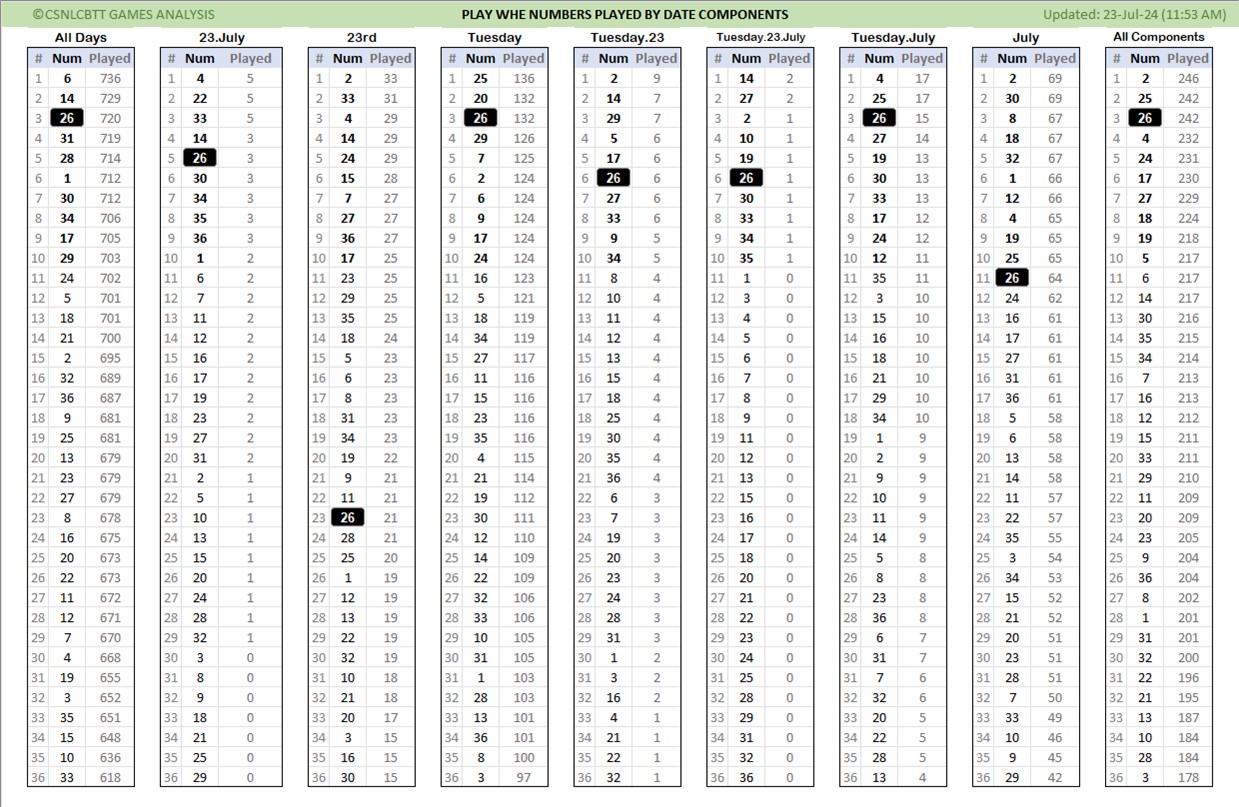 ©CSNLCBTT GAMES ANALYSIS PLAY WHE NUMBERS PLAYED BY DATE COMPONENTS Updated: 23-Jul-24 (11:53 AM)
All Days 23.July 23rd Tuesday Tuesday.23 Tuesday.23.July Tuesday.July July All Components
# Num Played # Num Played # Num Played # Num Played # Num Played # Num Played # Num Played # Num Played # Num Played
1 6 736 1 4 5 1 2 33 1 25 136 1 2 9 1 14 2 1 4 17 1 2 69 1 2 246
2 14 729 2 22 5 2 33 31 2 20 132 2 14 7 2 27 2 2 25 17 2 30 69 2 25 242
3 26 720 3 33 5 3 4 29 3 26 132 3 29 7 3 2 1 3 26 15 3 8 67 3 26 242
4 31 719 4 14 3 4 14 29 4 29 126 4 5 6 4 10 1 4 27 14 4 18 67 4 4 232
5 28 714 5 26 3 5 24 29 5 7 125 5 17 6 5 19 1 5 19 13 5 32 67 5 24 231
6 1 712 6 30 3 6 15 28 6 2 124 6 26 6 6 26 1 6 30 13 6 1 66 6 17 230
7 30 712 7 34 3 7 7 27 7 6 124 7 27 6 7 30 1 7 33 13 7 12 66 7 27 229
8 34 706 8 35 3 8 27 27 8 9 124 8 33 6 8 33 1 8 17 12 8 4 65 8 18 224
9 17 705 9 36 3 9 36 27 9 17 124 9 9 5 9 34 1 9 24 12 9 19 65 9 19 218
10 29 703 10 1 2 10 17 25 10 24 124 10 34 5 10 35 1 10 12 11 10 25 65 10 5 217
11 24 702 11 6 2 11 23 25 11 16 123 11 8 4 11 1 0 11 35 11 11 26 64 11 6 217
12 5 701 12 7 2 12 29 25 12 5 121 12 10 4 12 3 0 12 3 10 12 24 62 12 14 217
13 18 701 13 11 2 13 35 25 13 18 119 13 11 4 13 4 0 13 15 10 13 16 61 13 30 216
14 21 700 14 12 2 14 18 24 14 34 119 14 12 4 14 5 0 14 16 10 14 17 61 14 35 215
15 2 695 15 16 2 15 5 23 15 27 117 15 13 4 15 6 0 15 18 10 15 27 61 15 34 214
16 32 689 16 17 2 16 6 23 16 11 116 16 15 4 16 7 0 16 21 10 16 31 61 16 7 213
17 36 687 17 19 2 17 8 23 17 15 116 17 18 4 17 8 0 17 29 10 17 36 61 17 16 213
18 9 681 18 23 2 18 31 23 18 23 116 18 25 4 18 9 0 18 34 10 18 5 58 18 12 212
19 25 681 19 27 2 19 34 23 19 35 116 19 30 4 19 11 0 19 1 9 19 6 58 19 15 211
20 13 679 20 31 2 20 19 22 20 4 115 20 35 4 20 12 0 20 2 9 20 13 58 20 33 211
21 23 679 21 2 1 21 9 21 21 21 114 21 36 4 21 13 0 21 9 9 21 14 58 21 29 210
22 27 679 22 5 1 22 11 21 22 19 112 22 6 3 22 15 0 22 10 9 22 11 57 22 11 209
23 8 678 23 10 1 23 26 21 23 30 111 23 7 3 23 16 0 23 11 9 23 22 57 23 20 209
24 16 675 24 13 1 24 28 21 24 12 110 24 19 3 24 17 0 24 14 9 24 35 55 24 23 205
25 20 673 25 15 1 25 25 20 25 14 109 25 20 3 25 18 0 25 5 8 25 3 54 25 9 204
26 22 673 26 20 1 26 1 19 26 22 109 26 23 3 26 20 0 26 8 8 26 34 53 26 36 204
27 11 672 27 24 1 27 12 19 27 32 106 27 24 3 27 21 0 27 23 8 27 15 52 27 8 202
28 12 671 28 28 1 28 13 19 28 33 106 28 28 3 28 22 0 28 36 8 28 21 52 28 1 201
29 7 670 29 32 1 29 22 19 29 10 105 29 31 3 29 23 0 29 6 7 29 20 51 29 31 201
30 4 668 30 3 0 30 32 19 30 31 105 30 1 2 30 24 0 30 31 7 30 23 51 30 32 200
31 19 655 31 8 0 31 10 18 31 1 103 31 3 2 31 25 0 31 7 6 31 28 51 31 22 196
32 3 652 32 9 0 32 21 18 32 28 103 32 16 2 32 28 0 32 32 6 32 7 50 32 21 195
33 35 651 33 18 0 33 20 17 33 13 101 33 4 1 33 29 0 33 20 5 33 33 49 33 13 187
34 15 648 34 21 0 34 3 15 34 36 101 34 21 1 34 31 0 34 22 5 34 10 46 34 10 184
35 10 636 35 25 0 35 16 15 35 8 100 35 22 1 35 32 0 35 28 5 35 9 45 35 28 184
36 33 618 36 29 0 36 30 15 36 3 97 36 32 1 36 36 0 36 13 4 36 29 42 36 3 178